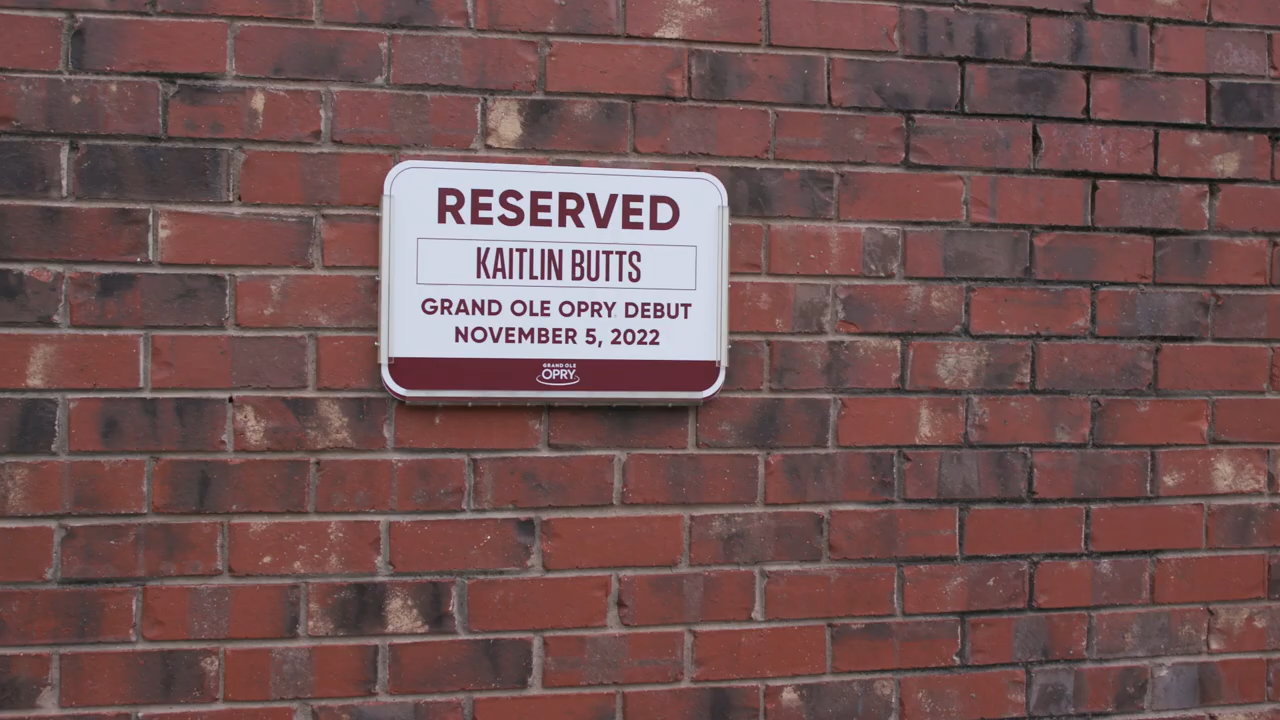 RESERVED
KAITLIN BUTTS
GRAND OLE OPRY DEBUT
NOVEMBER 5, 2022
GRAND OLE
OPRY